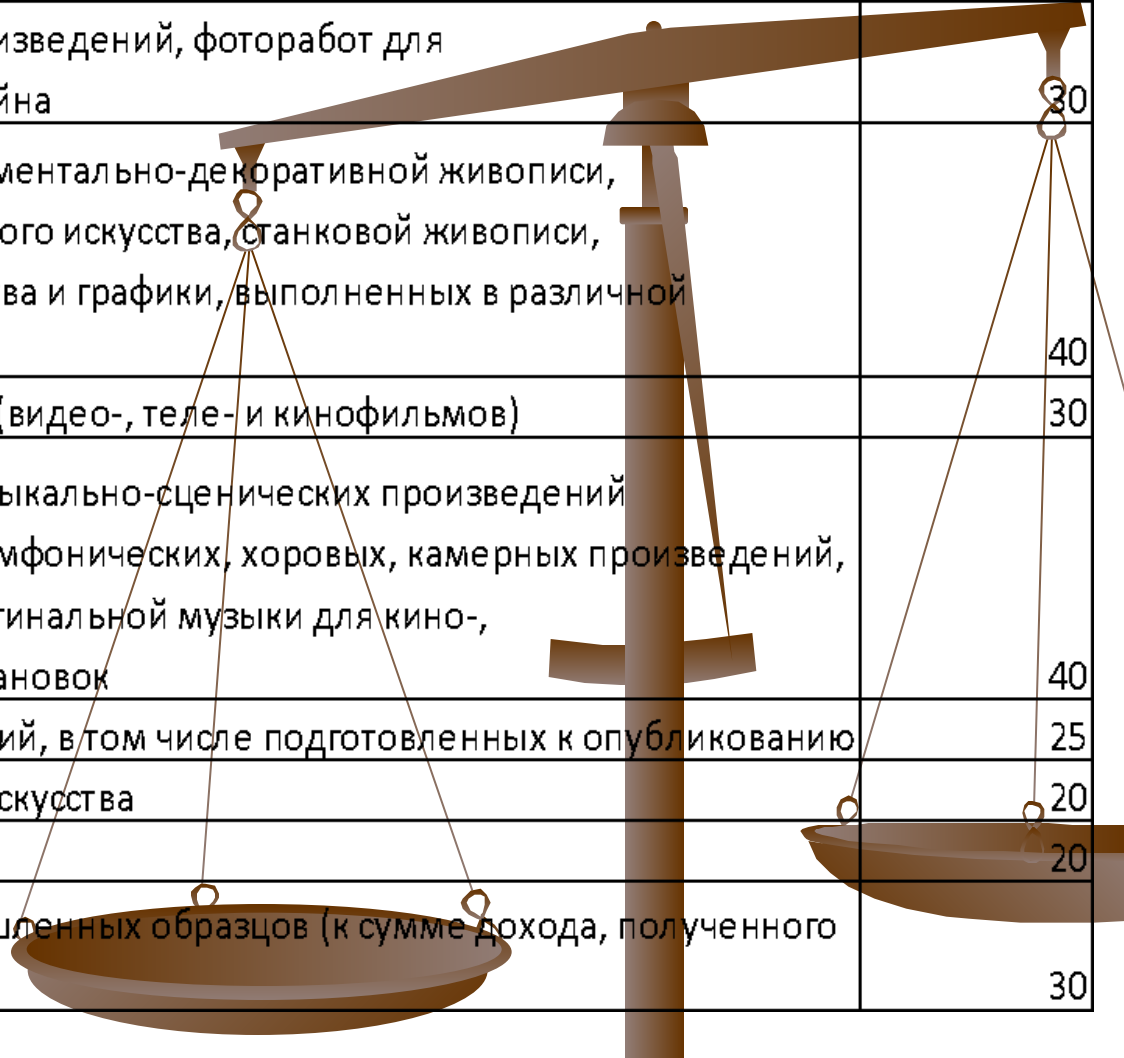 изведений, фоторабот для
йна 30
ментально-декоративной живописи,
ого искусства, станковой живописи,
ва и графики, выполненных в различной
40
(видео-, теле- и кинофильмов) 30
ыкально-сценических произведений
мфонических, хоровых, камерных произведений,
гинальной музыки для кино-,
ановок 40
ий, в том числе подготовленных к опубликованию 25
скусства 20
20
шленных образцов (к сумме дохода, полученного
30